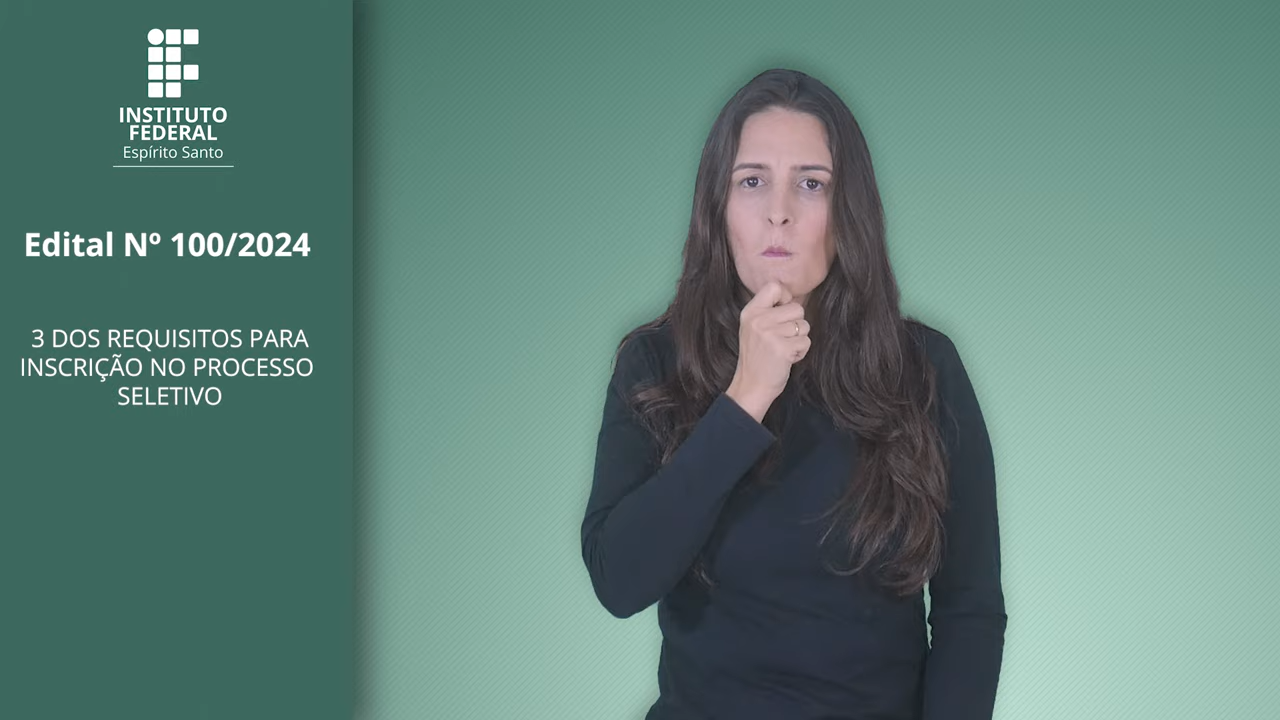 INSTITUTO
FEDERAL
Espírito Santo
Edital Nº 100/2024
3 DOS REQUISITOS PARA
INSCRIÇÃO NO PROCESSO
SELETIVO